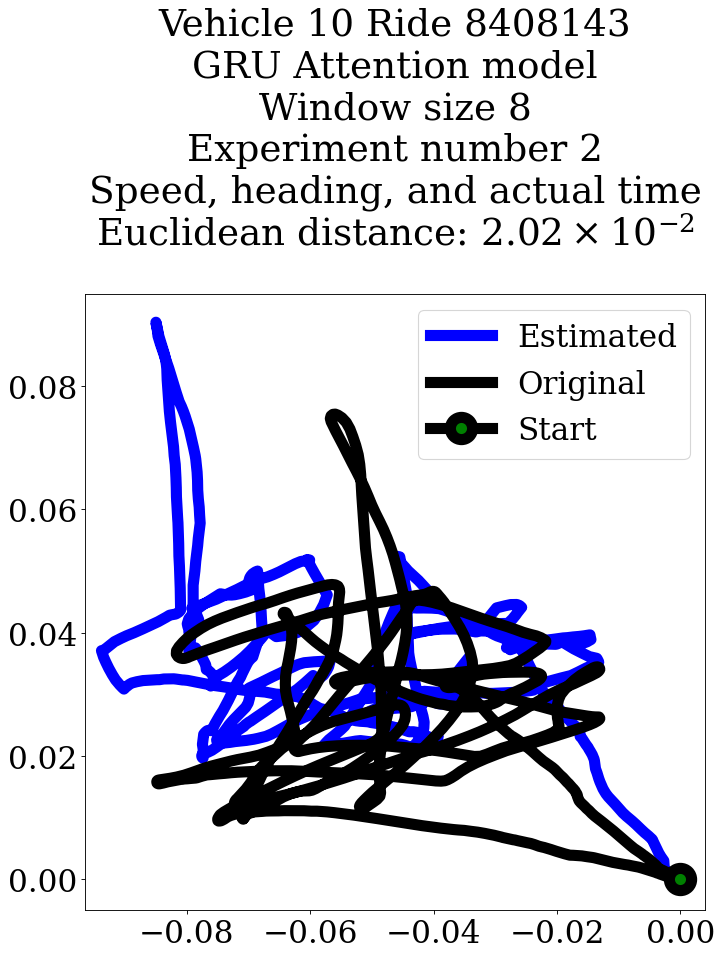 Vehicle 10 Ride 8408143
GRU Attention model
Window size 8
Experiment number 2
Speed, heading, and actual time
Euclidean distance: 2.02 × 10⁻²
Estimated
Original
Start
0.08
0.06
0.04
0.02
0.00
−0.08
−0.06
−0.04
−0.02
0.00